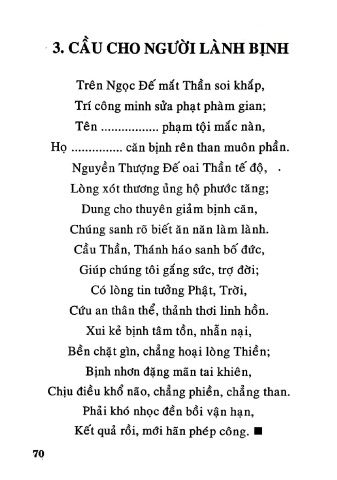 3. CẦU CHO NGƯỜI LÀNH BỊNH
Trên Ngọc Đế mắt Thần soi khắp,
Trí công minh sửa phạt phàm gian;
Tên ................. phạm tội mắc nàn,
Họ ............... căn bịnh rên than muôn phần.
Nguyền Thượng Đế oai Thần tế độ,
Lòng xót thương ủng hộ phước tăng;
Dung cho thuyên giảm bịnh căn,
Chúng sanh rõ biết ăn năn làm lành.
Cầu Thần, Thánh háo sanh bố đức,
Giúp chúng tôi gắng sức, trợ đời;
Có lòng tin tưởng Phật, Trời,
Cứu an thân thể, thảnh thơi linh hồn.
Xui kẻ bịnh tâm tồn, nhẫn nại,
Bền chặt gìn, chẳng hoại lòng Thiền;
Bịnh nhơn đặng mãn tai khiên,
Chịu điều khổ não, chẳng phiền, chẳng than.
Phải khó nhọc đền bồi vận hạn,
Kết quả rồi, mới hãn phép công. ■
70